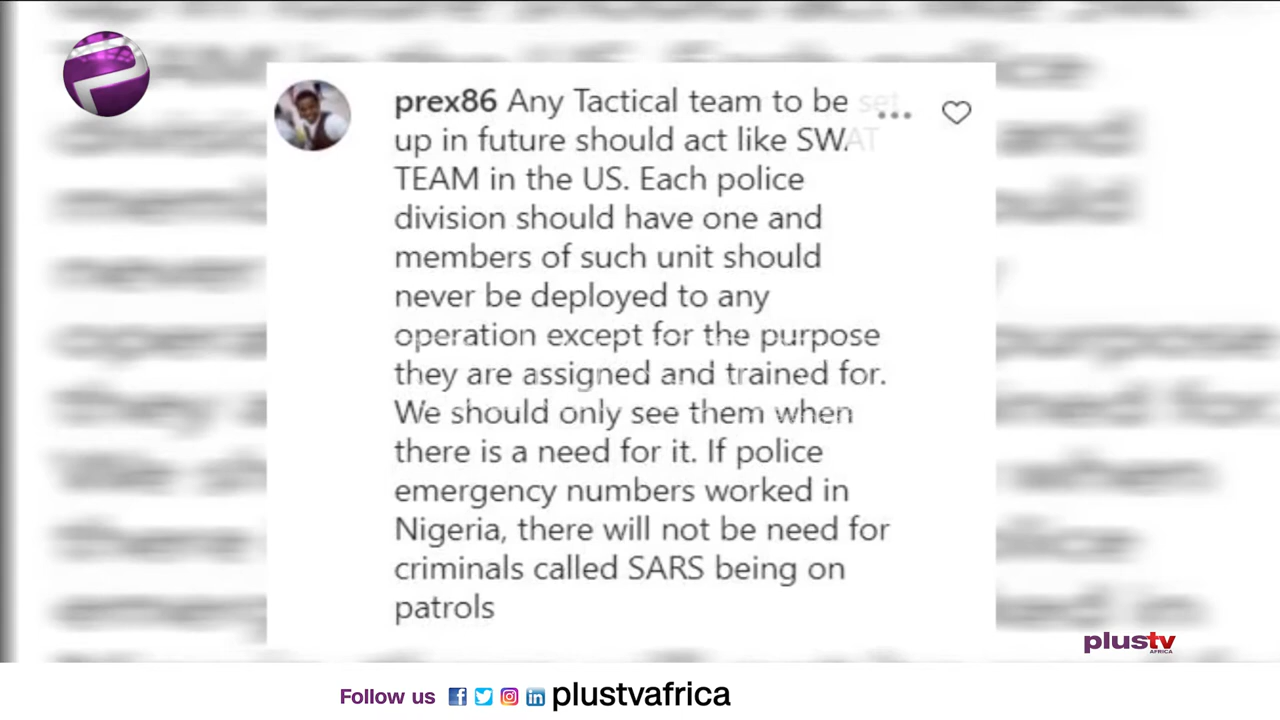 prex86 Any Tactical team to be set
up in future should act like SWAT
TEAM in the US. Each police
division should have one and
members of such unit should
never be deployed to any
operation except for the purpose
they are assigned and trained for.
We should only see them when
there is a need for it. If police
emergency numbers worked in
Nigeria, there will not be need for
criminals called SARS being on
patrols
plustv
AFRICA
Follow us plustvafrica